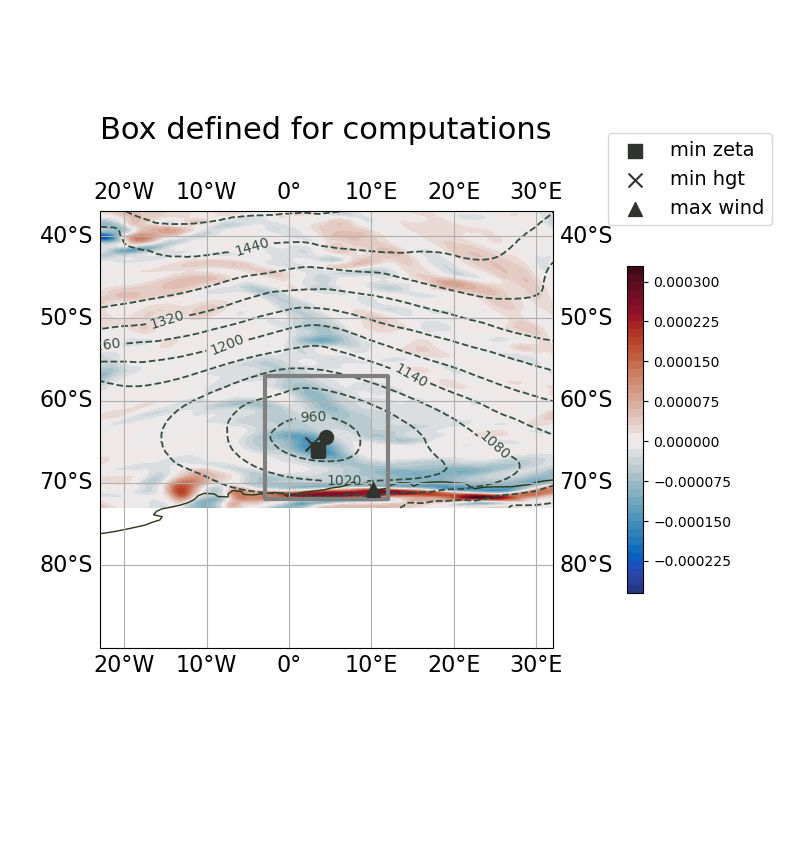 Box defined for computations
min zeta
min hgt
max wind
20°W 10°W 0° 10°E 20°E 30°E
40°S 40°S
50°S 50°S
60°S 60°S
70°S 70°S
80°S 80°S
1440
1320
60
1200
1140
960
1080
1020
20°W 10°W 0° 10°E 20°E 30°E
0.000300
0.000225
0.000150
0.000075
0.000000
−0.000075
−0.000150
−0.000225